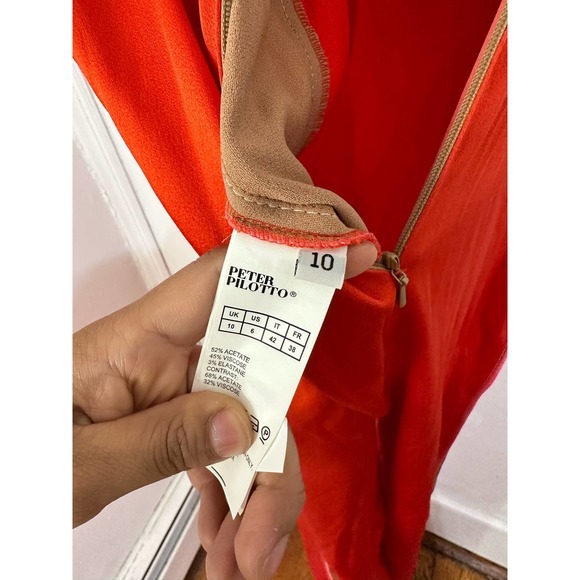 10
PETER
PILOTTO®
UK US IT FR
10 6 42 38
52% ACETATE
45% VISCOSE
3% ELASTANE
CONTRAST
68% ACETATE
32% VISCOSE
P
ONLY